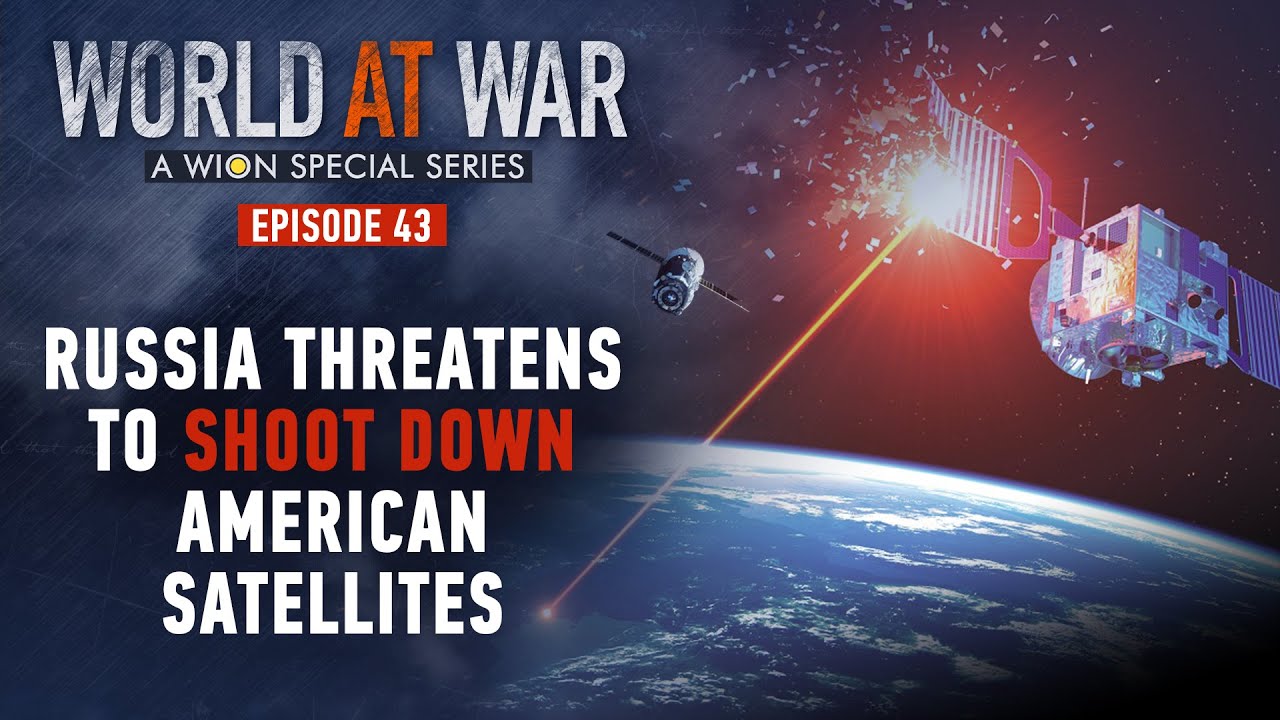 WORLD AT WAR
A WION SPECIAL SERIES
EPISODE 43
RUSSIA THREATENS
TO SHOOT DOWN
AMERICAN
SATELLITES